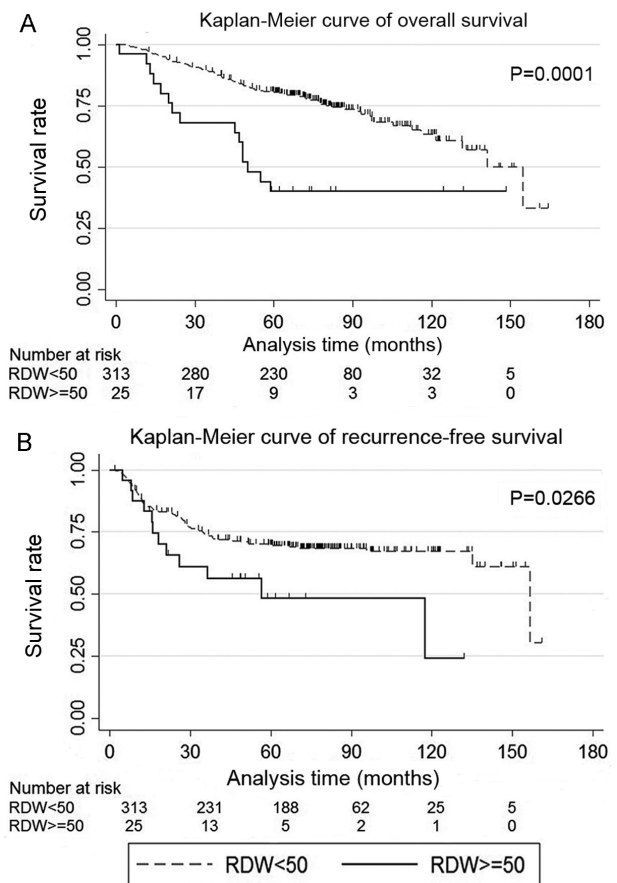 A
Kaplan-Meier curve of overall survival
P=0.0001
Survival rate
1.00
0.75
0.50
0.25
0.00
0 30 60 90 120 150 180
Analysis time (months)
Number at risk
RDW<50 313 280 230 80 32 5
RDW>=50 25 17 9 3 3 0
B
Kaplan-Meier curve of recurrence-free survival
P=0.0266
Survival rate
1.00
0.75
0.50
0.25
0.00
0 30 60 90 120 150 180
Analysis time (months)
Number at risk
RDW<50 313 231 188 62 25 5
RDW>=50 25 13 5 2 1 0
RDW<50 RDW>=50